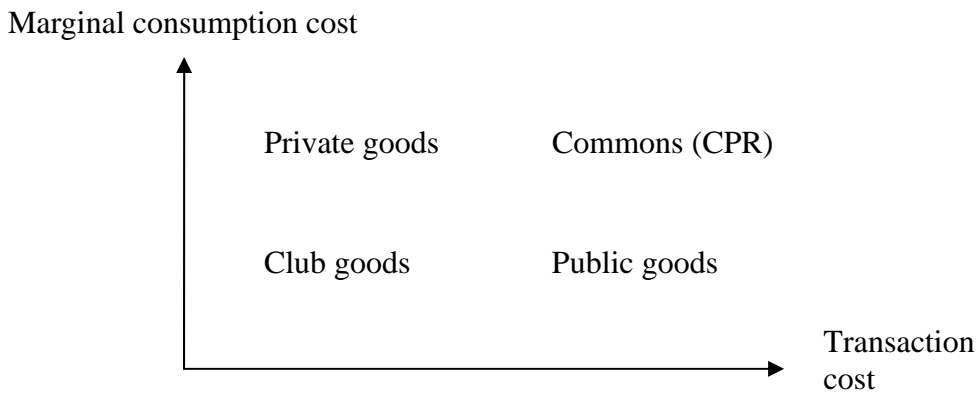 Marginal consumption cost
Private goods Commons (CPR)
Club goods Public goods
Transaction
cost